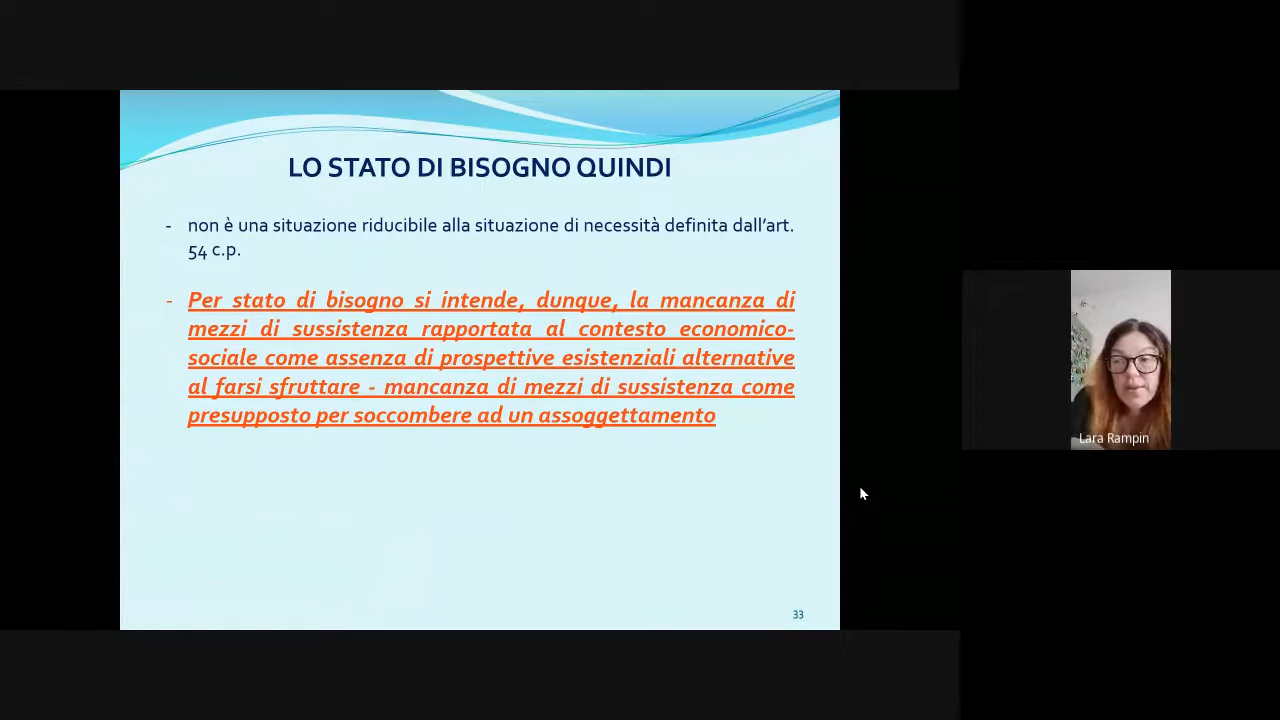 LO STATO DI BISOGNO QUINDI
- non è una situazione riducibile alla situazione di necessità definita dall’art.
54 c.p.
- Per stato di bisogno si intende, dunque, la mancanza di
mezzi di sussistenza rapportata al contesto economico-
sociale come assenza di prospettive esistenziali alternative
al farsi sfruttare - mancanza di mezzi di sussistenza come
presupposto per soccombere ad un assoggettamento
33
Lara Rampin